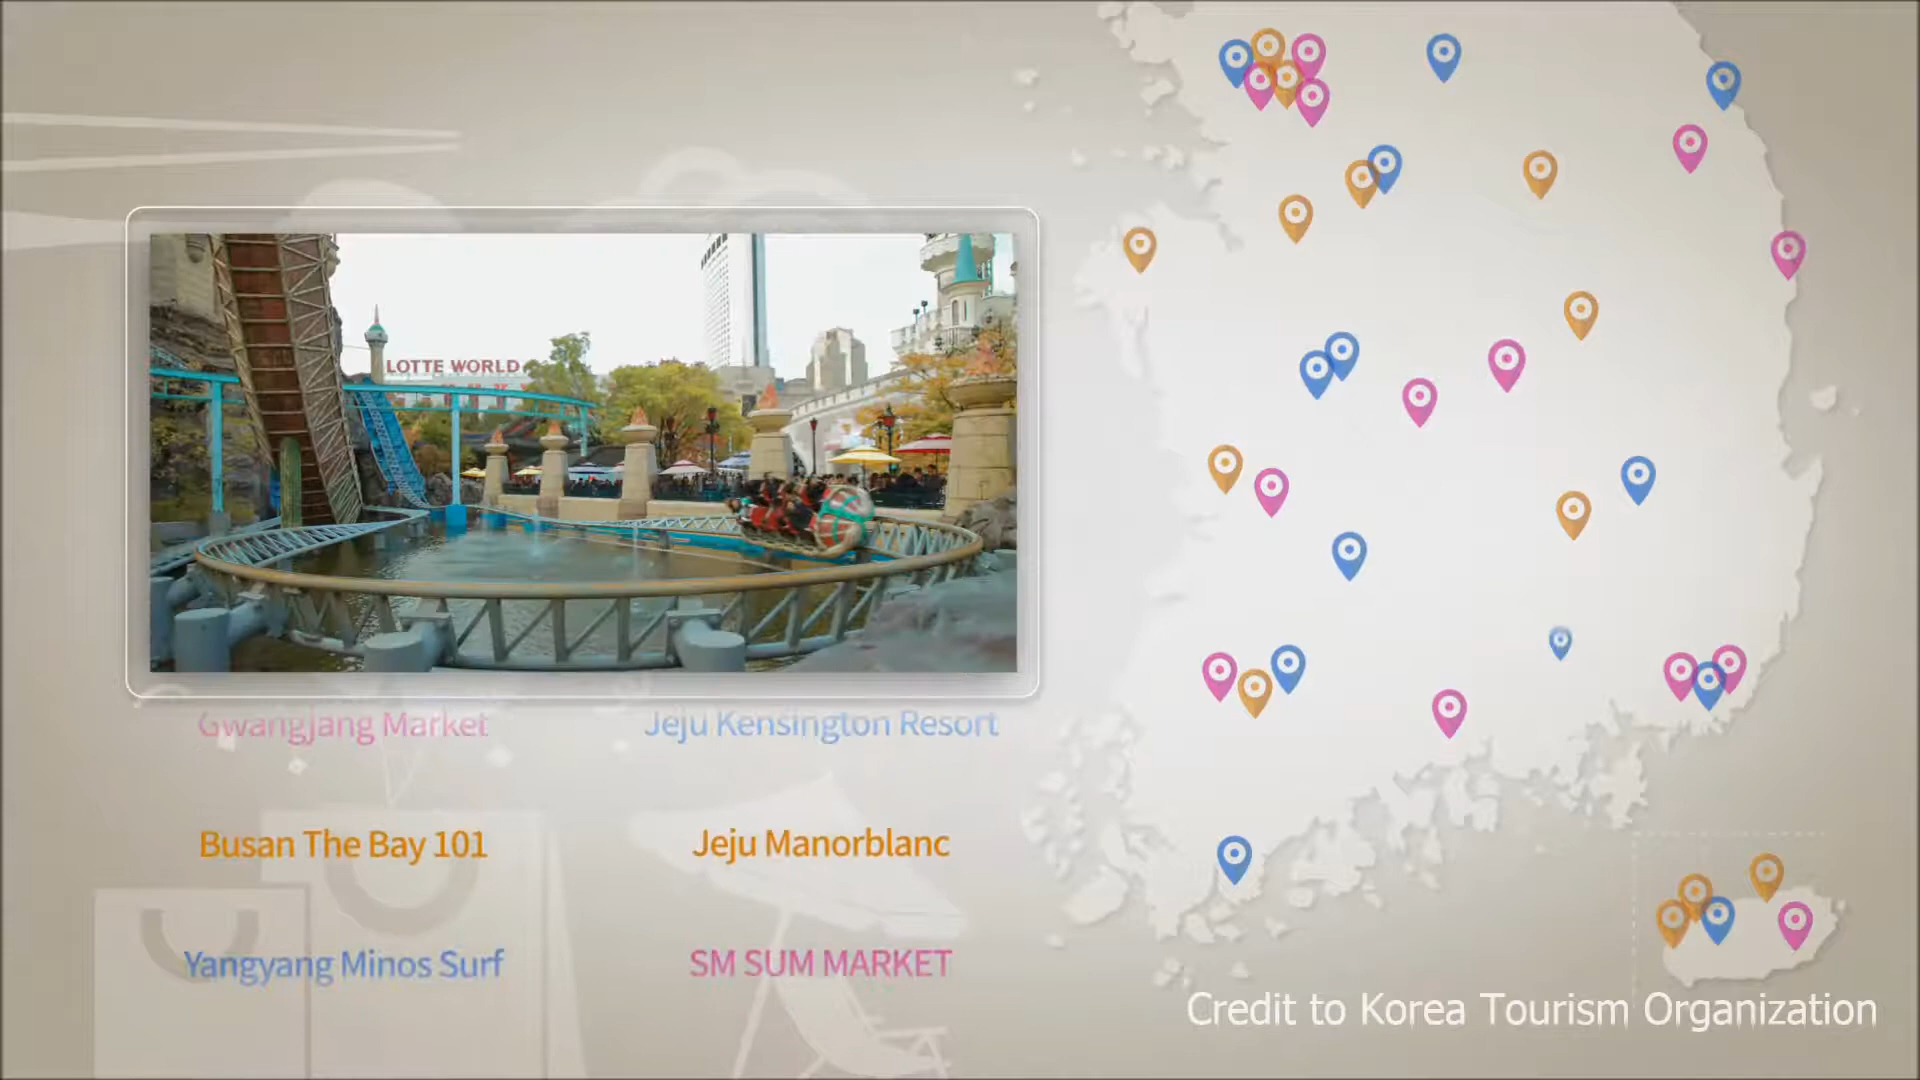 LOTTE WORLD
Gwangjang Market
Jeju Kensington Resort
Busan The Bay 101
Jeju Manorblanc
Yangyang Minos Surf
SM SUM MARKET
Credit to Korea Tourism Organization